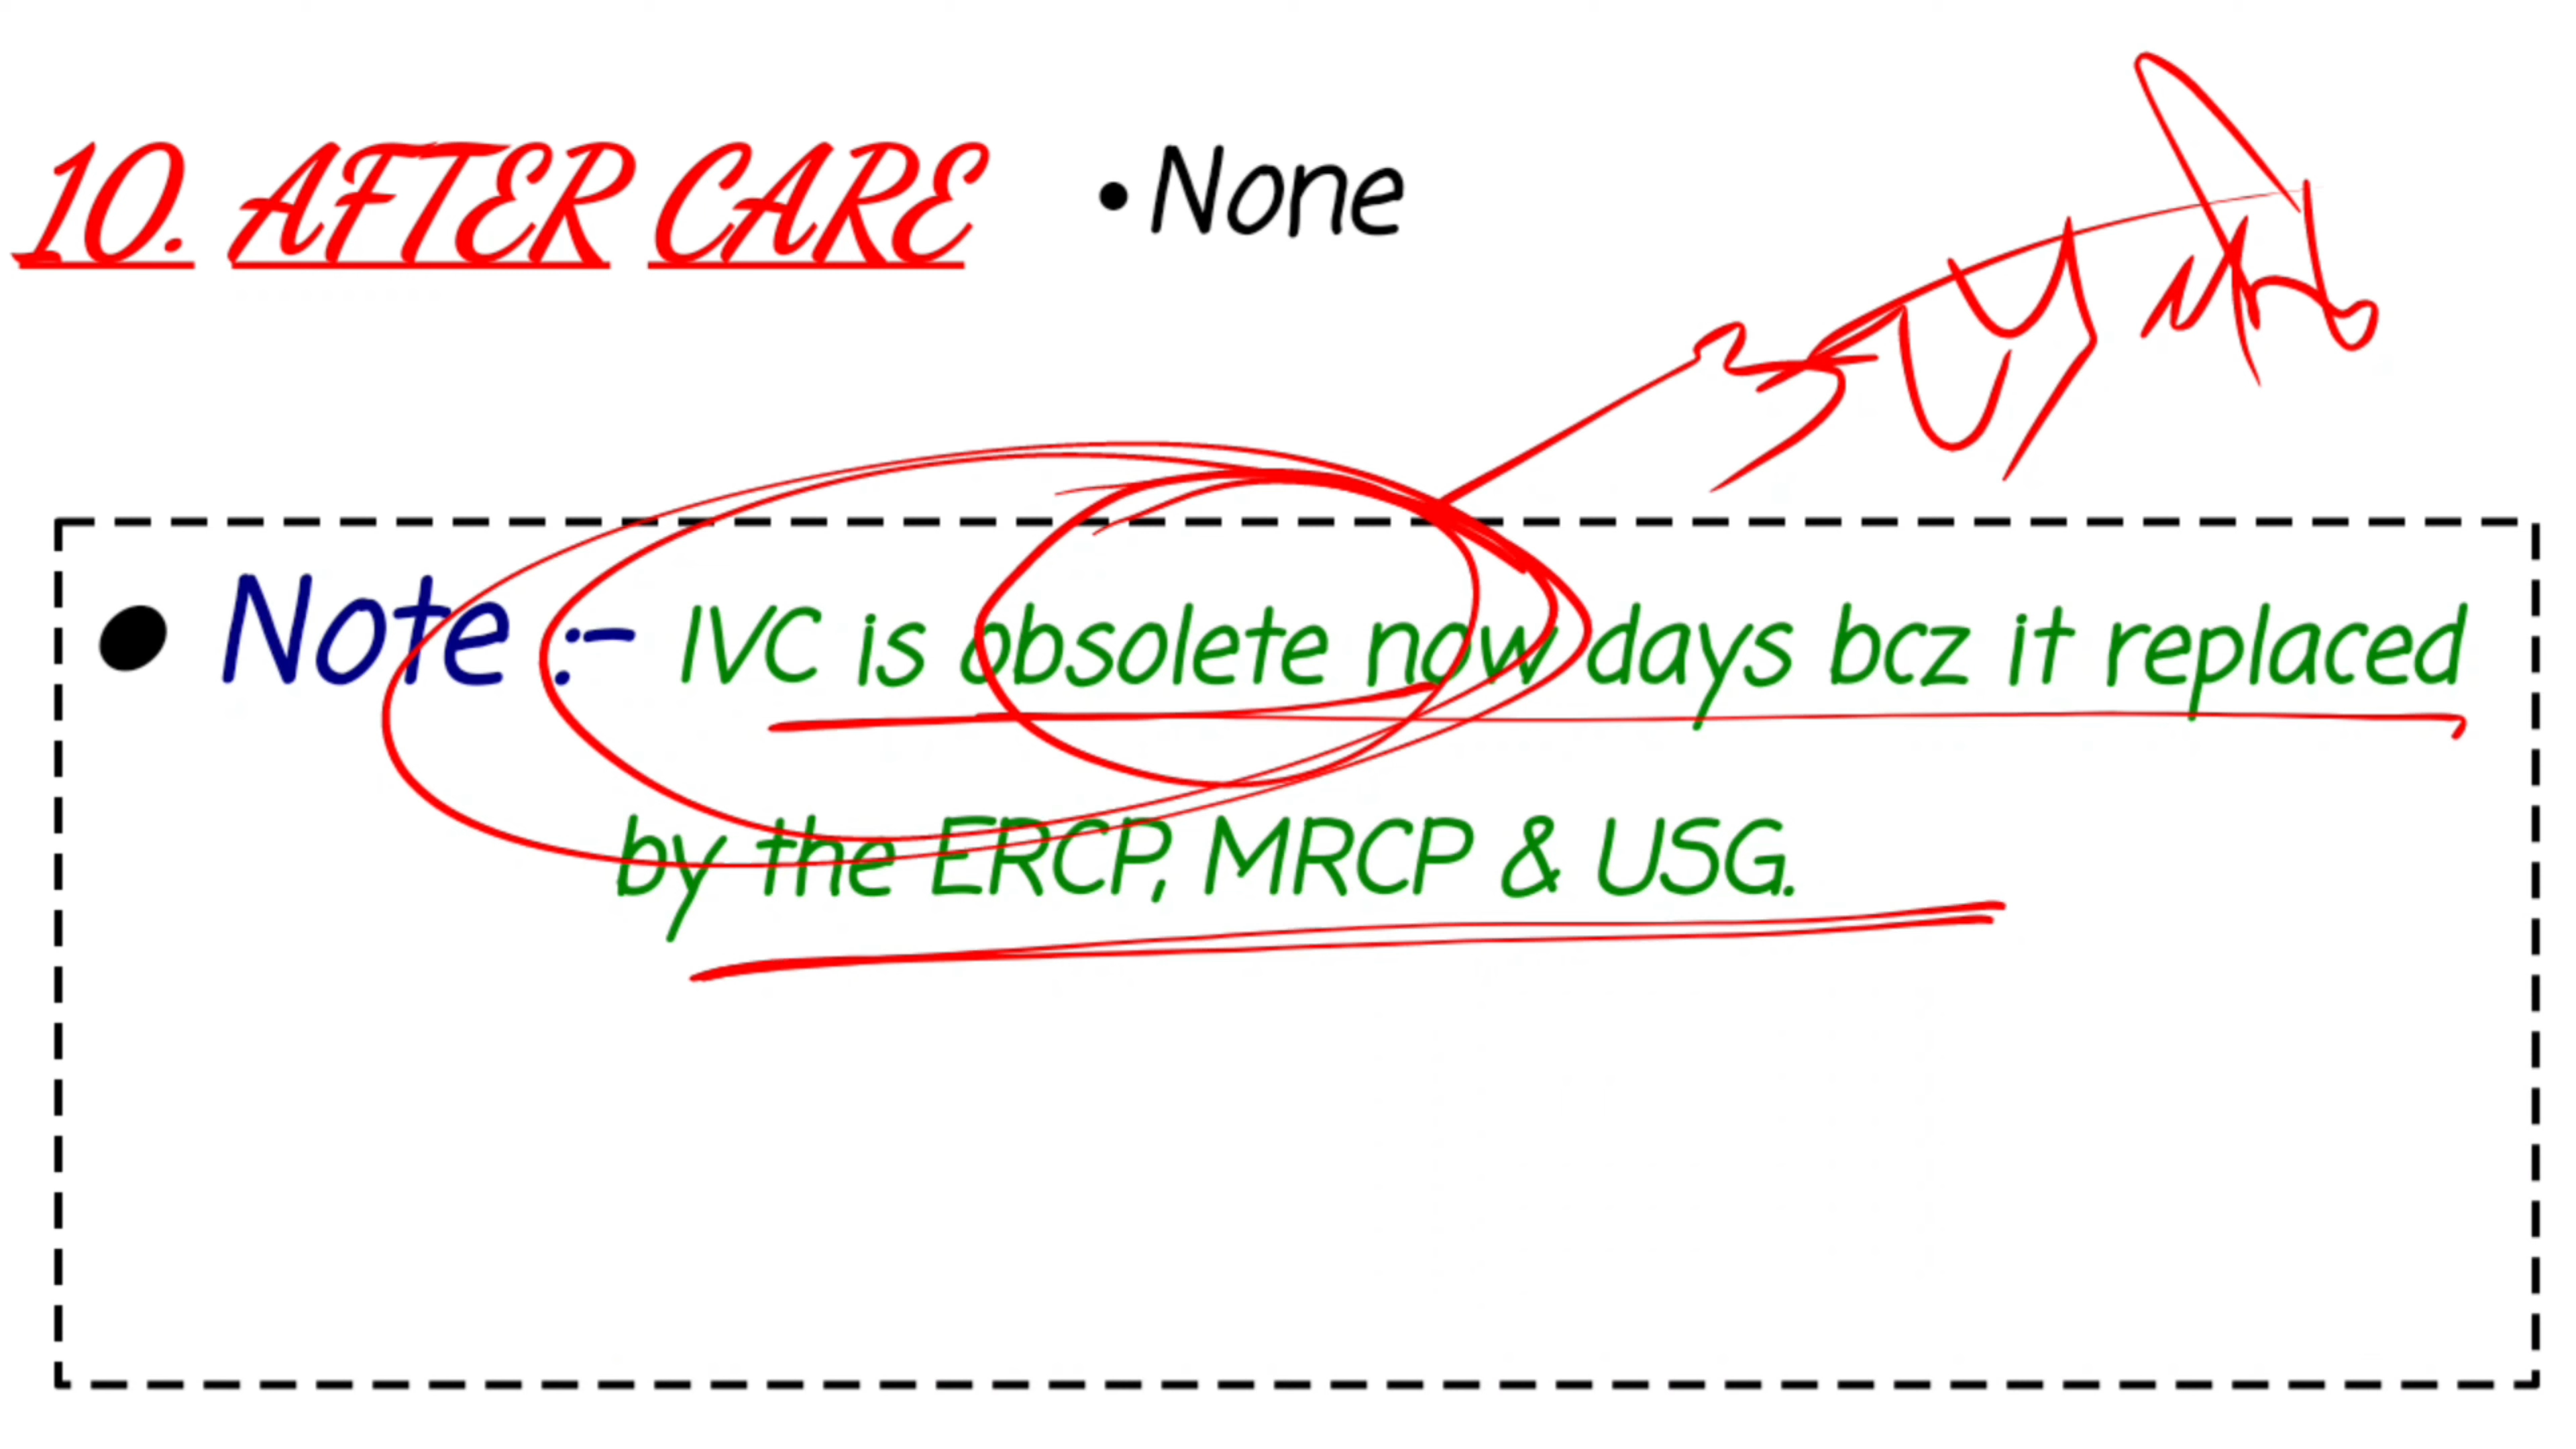 10. AFTER CARE • None
• Note :- IVC is obsolete now days bcz it replaced
by the ERCP, MRCP & USG.